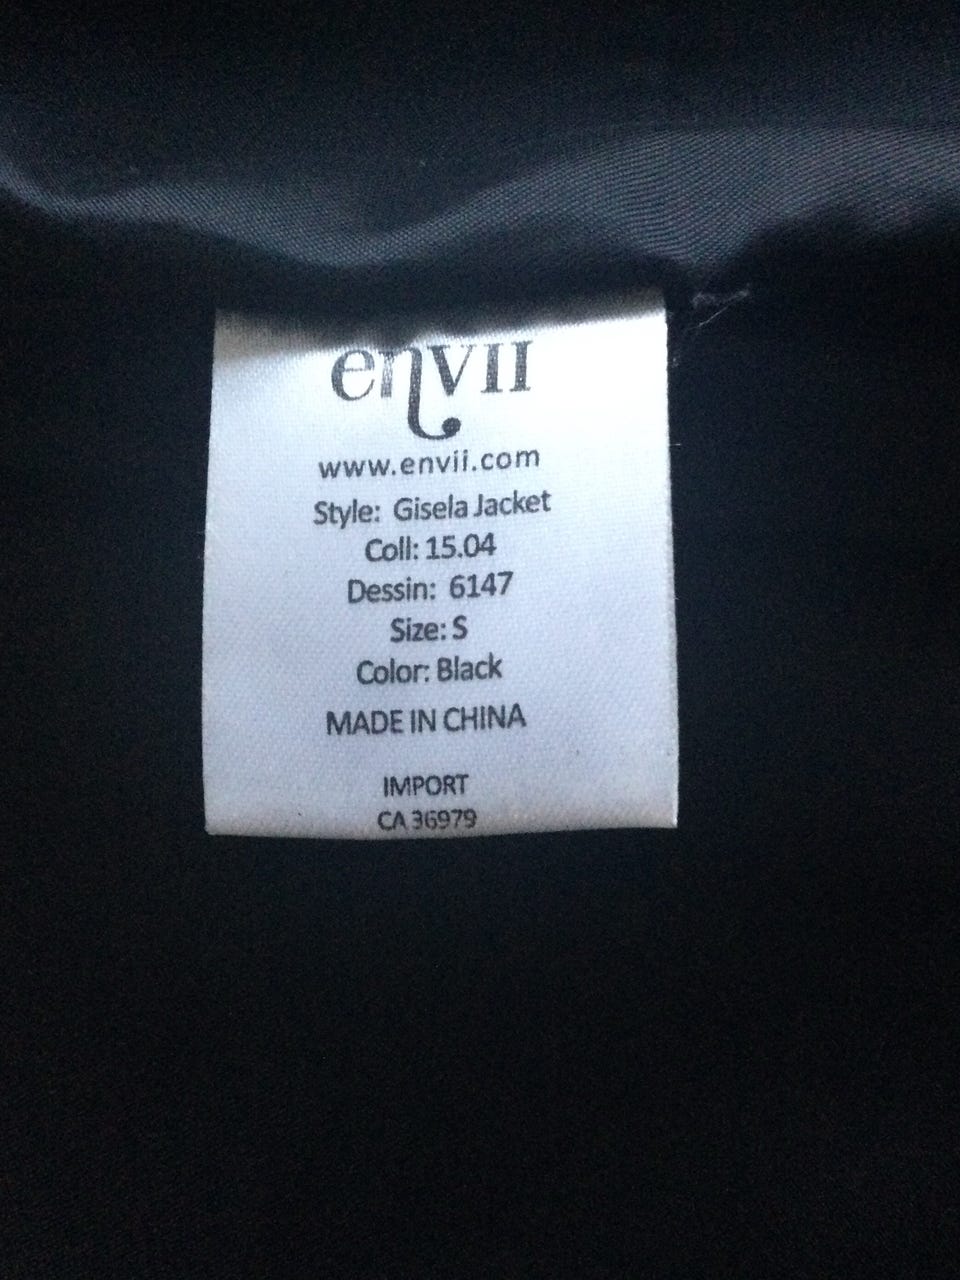 envii
www.envii.com
Style: Gisela Jacket
Coll: 15.04
Dessin: 6147
Size: S
Color: Black
MADE IN CHINA
IMPORT
CA 36979